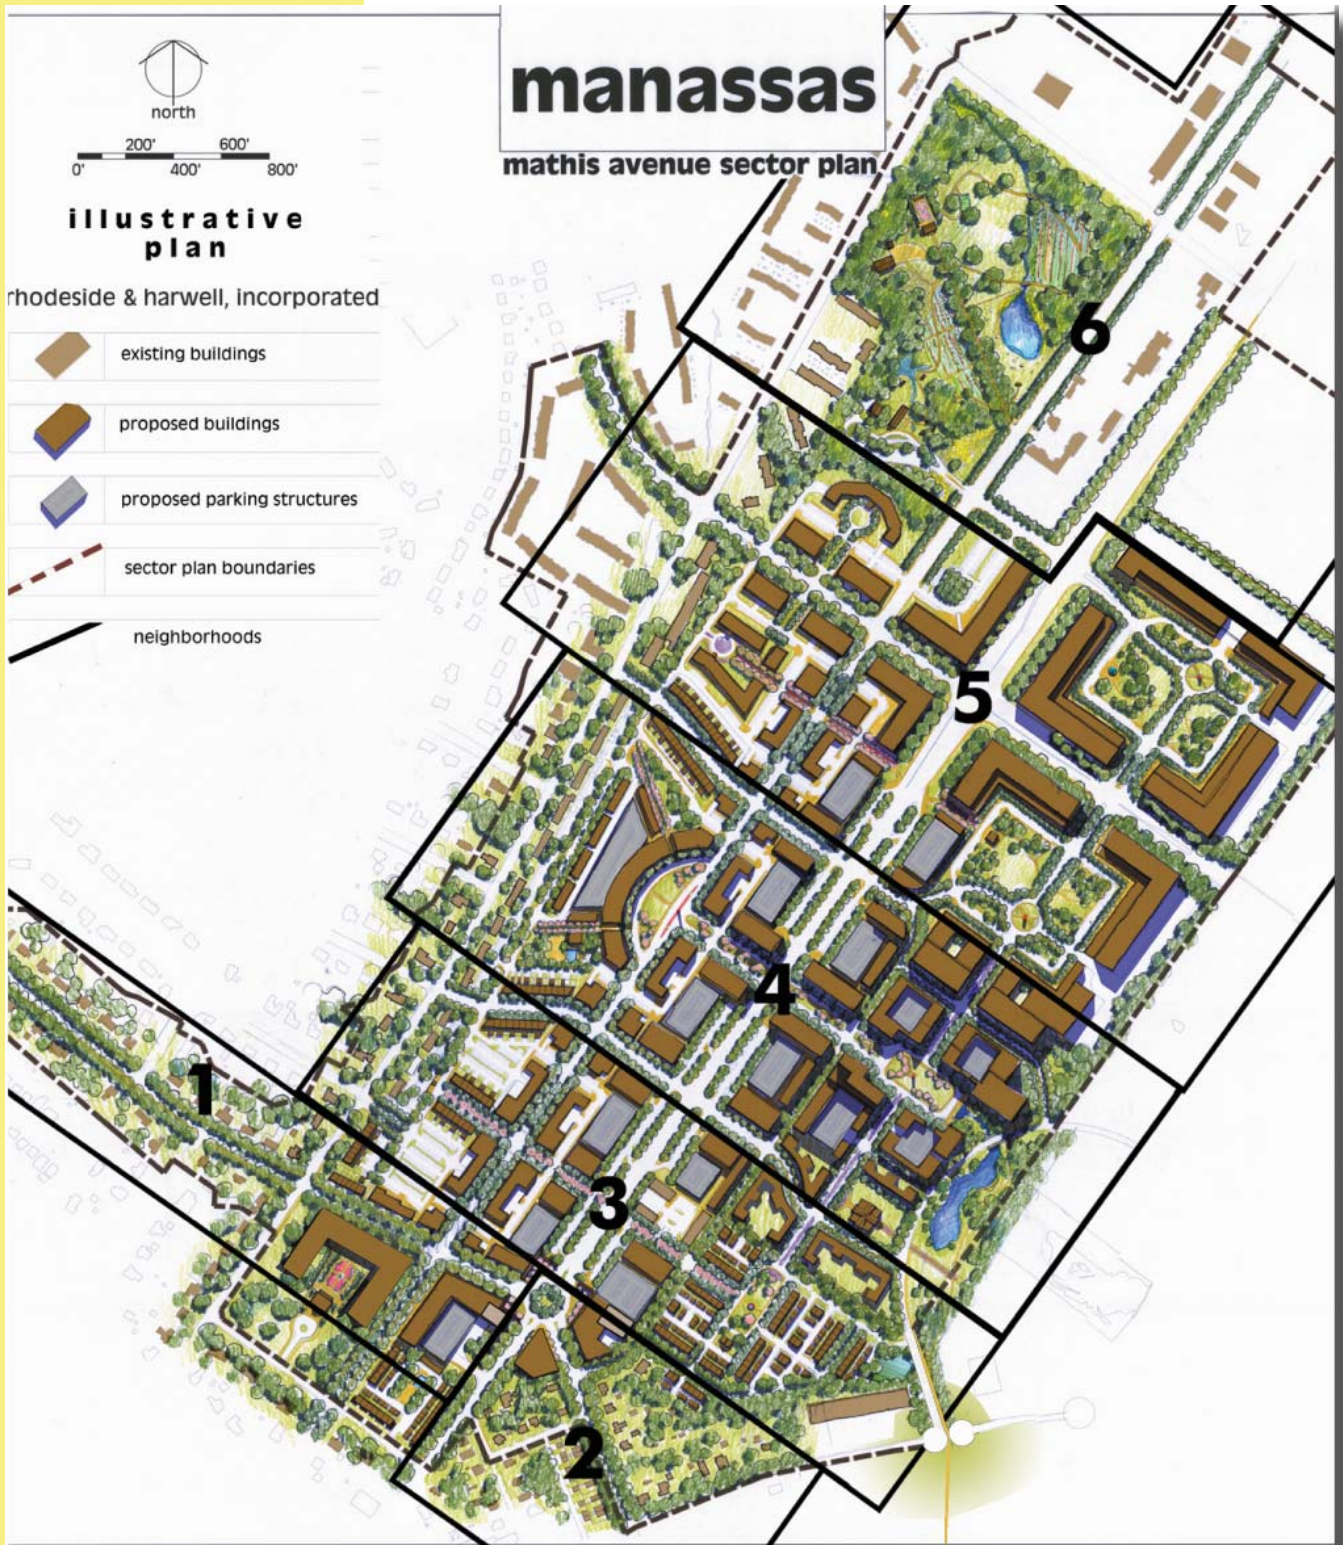 manassas
mathis avenue sector plan
north
200' 600'
0' 400' 800'
illustrative
plan
rhodeside & harwell, incorporated
existing buildings
proposed buildings
proposed parking structures
sector plan boundaries
neighborhoods
6
5
4
1
3
2